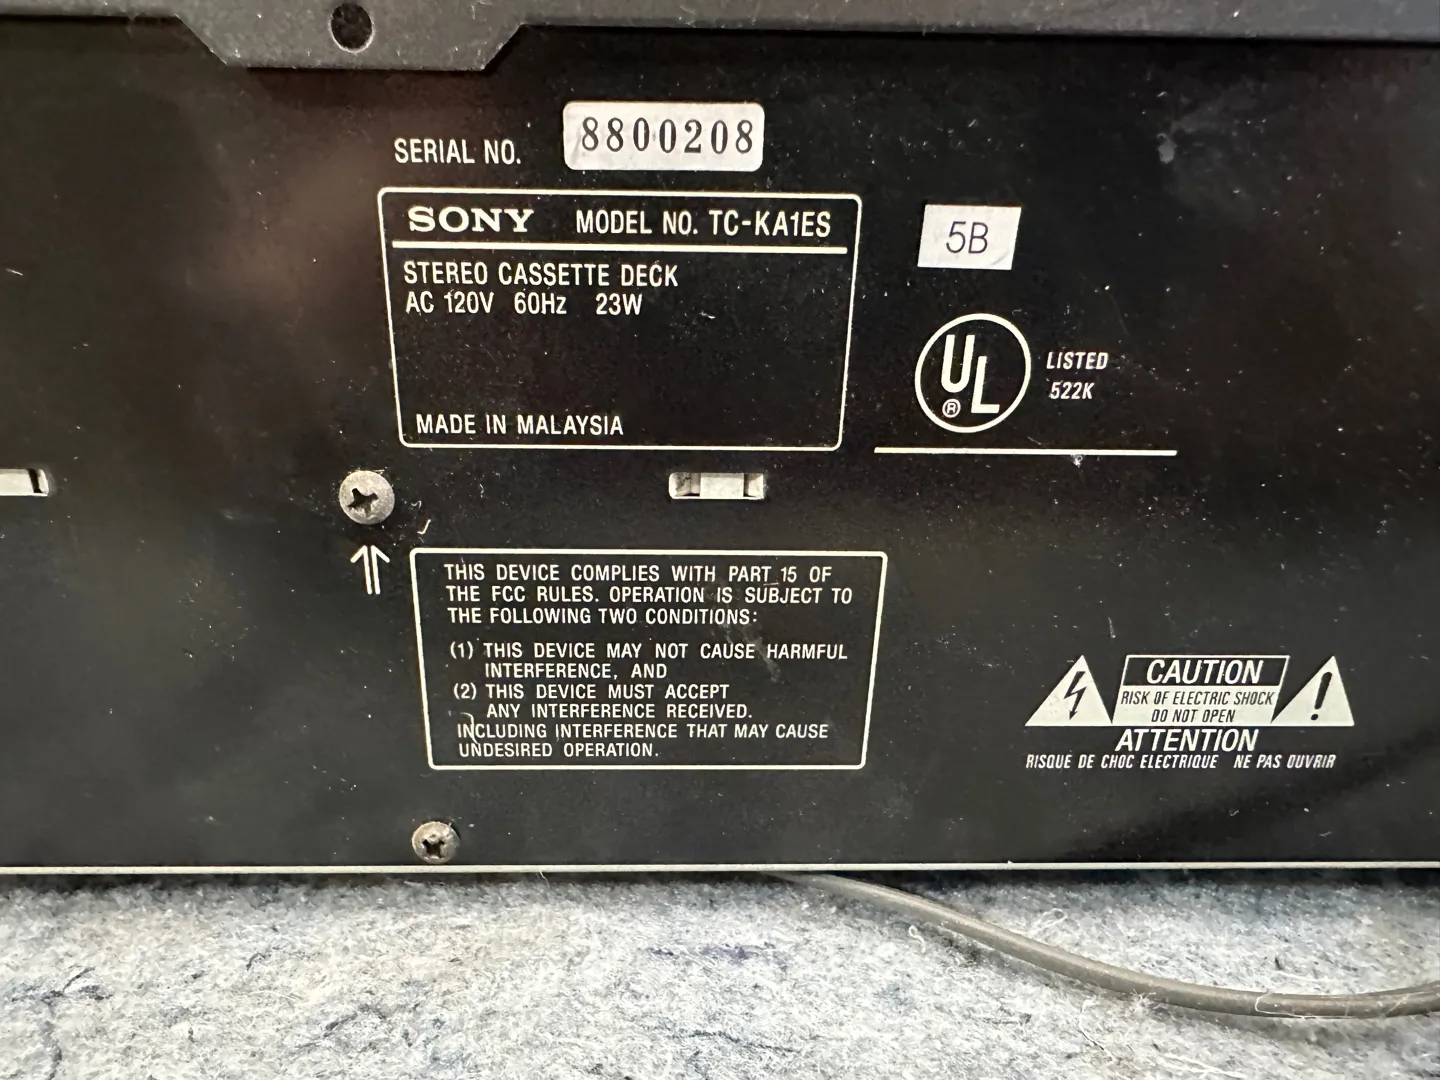 SERIAL NO. 8800208
SONY MODEL NO. TC-KA1ES
STEREO CASSETTE DECK
AC 120V 60Hz 23W
MADE IN MALAYSIA
5B
UL ®
LISTED
522K
THIS DEVICE COMPLIES WITH PART 15 OF
THE FCC RULES. OPERATION IS SUBJECT TO
THE FOLLOWING TWO CONDITIONS:
(1) THIS DEVICE MAY NOT CAUSE HARMFUL
INTERFERENCE, AND
(2) THIS DEVICE MUST ACCEPT
ANY INTERFERENCE RECEIVED.
INCLUDING INTERFERENCE THAT MAY CAUSE
UNDESIRED OPERATION.
CAUTION
RISK OF ELECTRIC SHOCK
DO NOT OPEN
ATTENTION
RISQUE DE CHOC ELECTRIQUE NE PAS OUVRIR